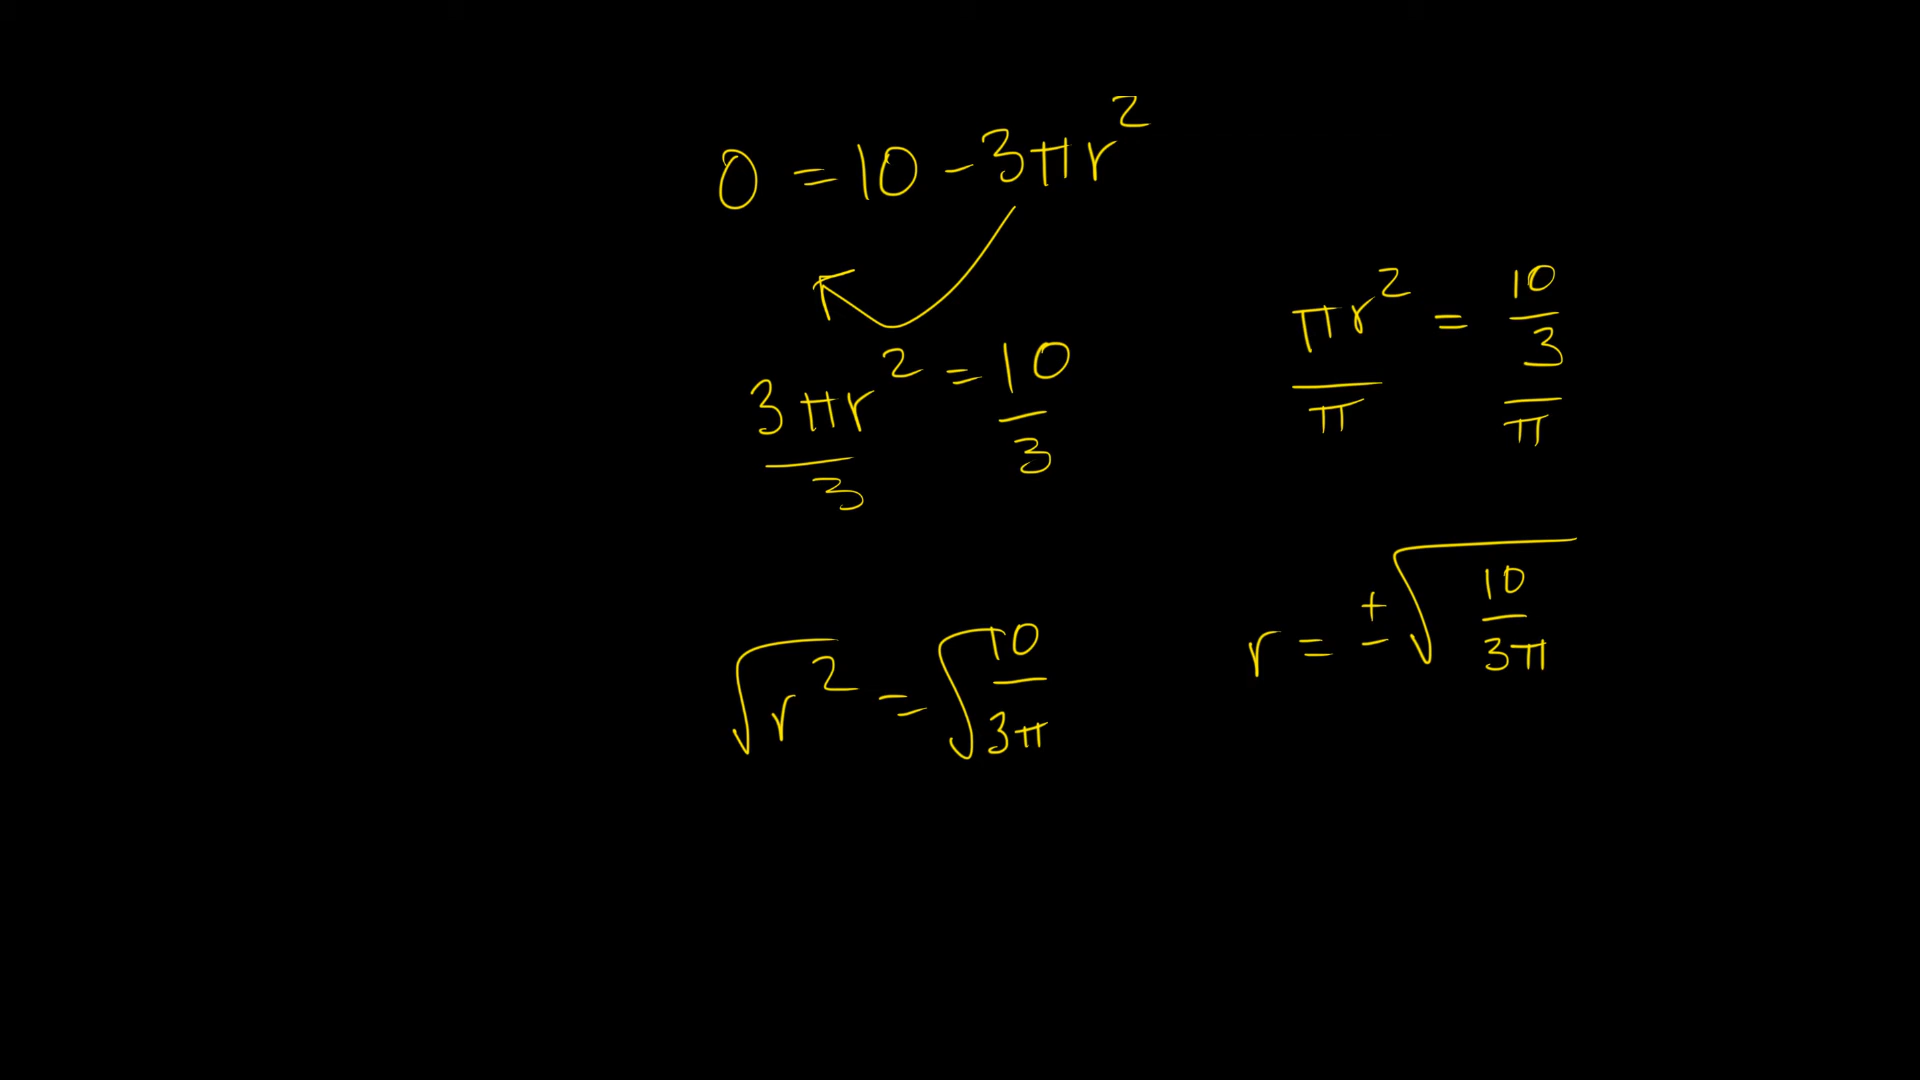 0 = 10 - 3πr²
3πr²/3 = 10/3
πr²/π = 10/3/π
√r² = √10/3π
r = ±√10/3π